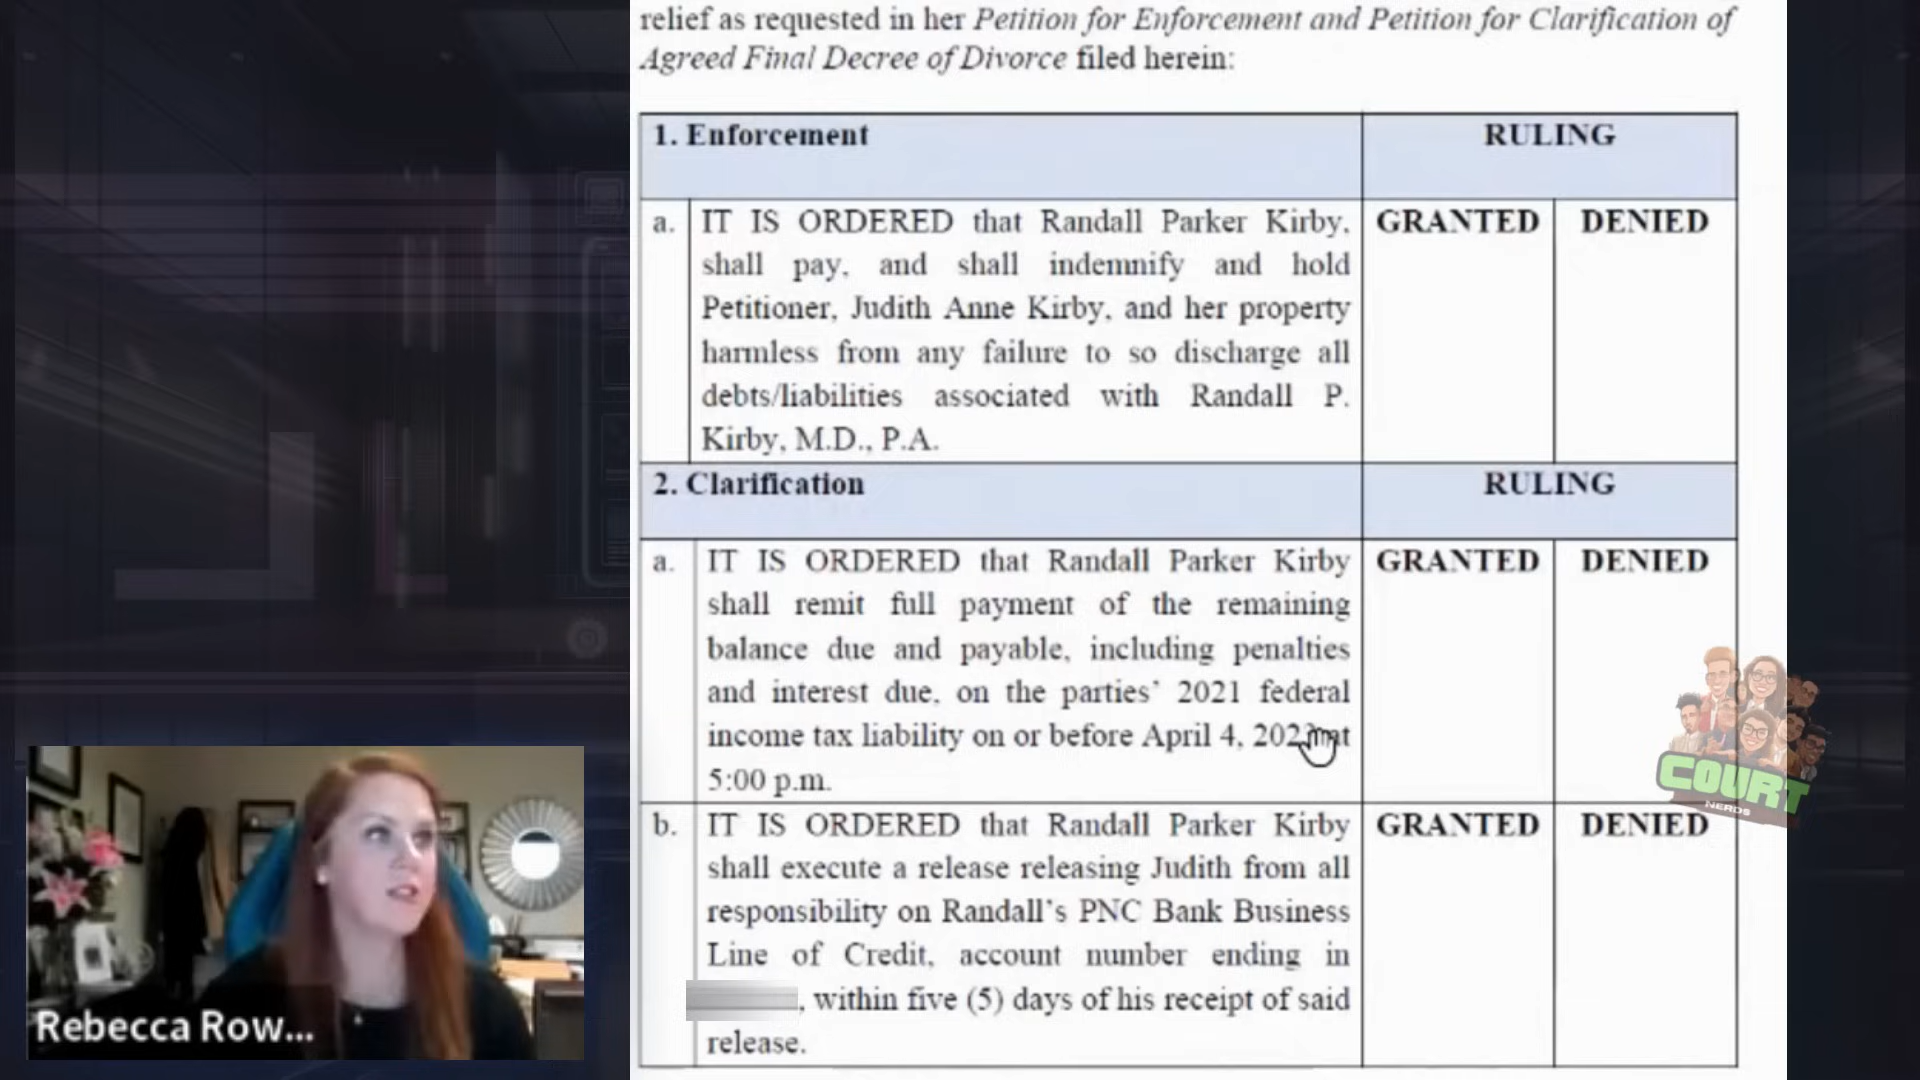 relief as requested in her Petition for Enforcement and Petition for Clarification of
Agreed Final Decree of Divorce filed herein:
1. Enforcement RULING
a. IT IS ORDERED that Randall Parker Kirby, GRANTED DENIED
shall pay, and shall indemnify and hold
Petitioner, Judith Anne Kirby, and her property
harmless from any failure to so discharge all
debts/liabilities associated with Randall P.
Kirby, M.D., P.A.
2. Clarification RULING
a. IT IS ORDERED that Randall Parker Kirby GRANTED DENIED
shall remit full payment of the remaining
balance due and payable, including penalties
and interest due, on the parties' 2021 federal
income tax liability on or before April 4, at
5:00 p.m.
b. IT IS ORDERED that Randall Parker Kirby GRANTED DENIED
shall execute a release releasing Judith from all
responsibility on Randall's PNC Bank Business
Line of Credit, account number ending in
, within five (5) days of his receipt of said
release.
Rebecca Row...
COURT
NERDS